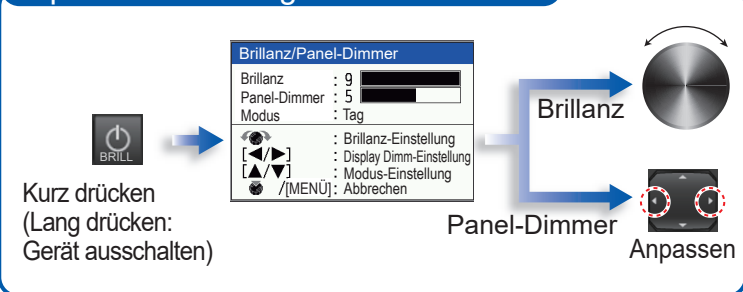 Brillanz/Panel-Dimmer
Brillanz : 9
Panel-Dimmer : 5
Modus : Tag
: Brillanz-Einstellung
[◀/▶] : Display Dimm-Einstellung
[▲/▼] : Modus-Einstellung
/[MENÜ] : Abbrechen
BRILL
Kurz drücken
(Lang drücken:
Gerät ausschalten)
Brillanz
Panel-Dimmer
Anpassen